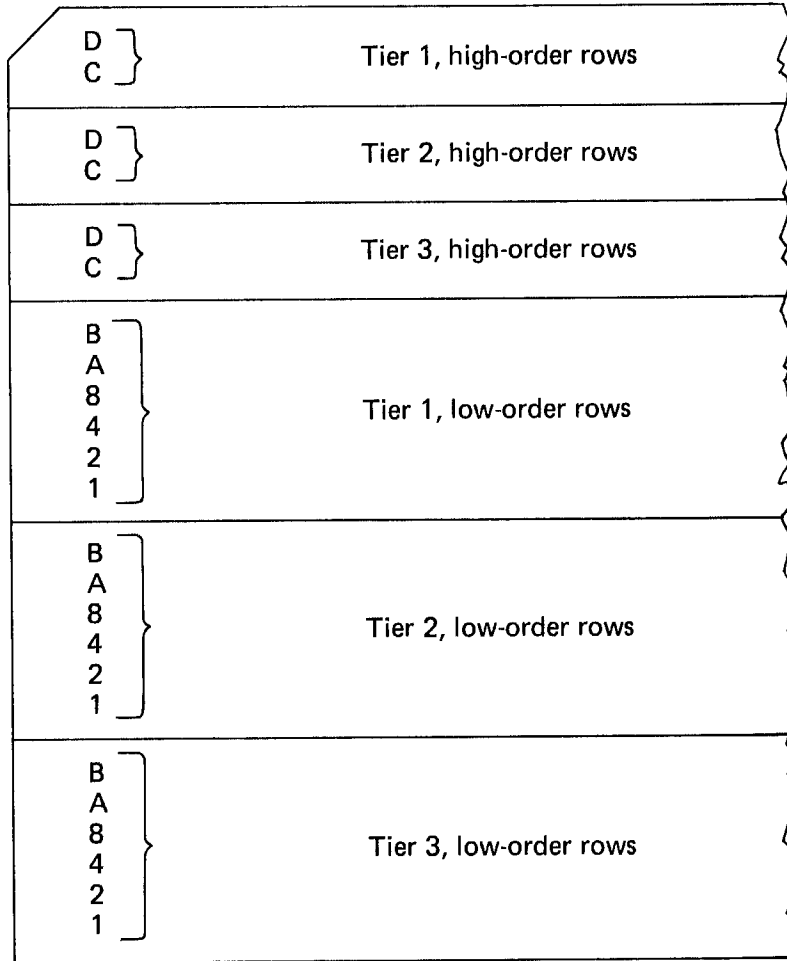 D
C
Tier 1, high-order rows
D
C
Tier 2, high-order rows
D
C
Tier 3, high-order rows
B
A
8
4
2
1
Tier 1, low-order rows
B
A
8
4
2
1
Tier 2, low-order rows
B
A
8
4
2
1
Tier 3, low-order rows